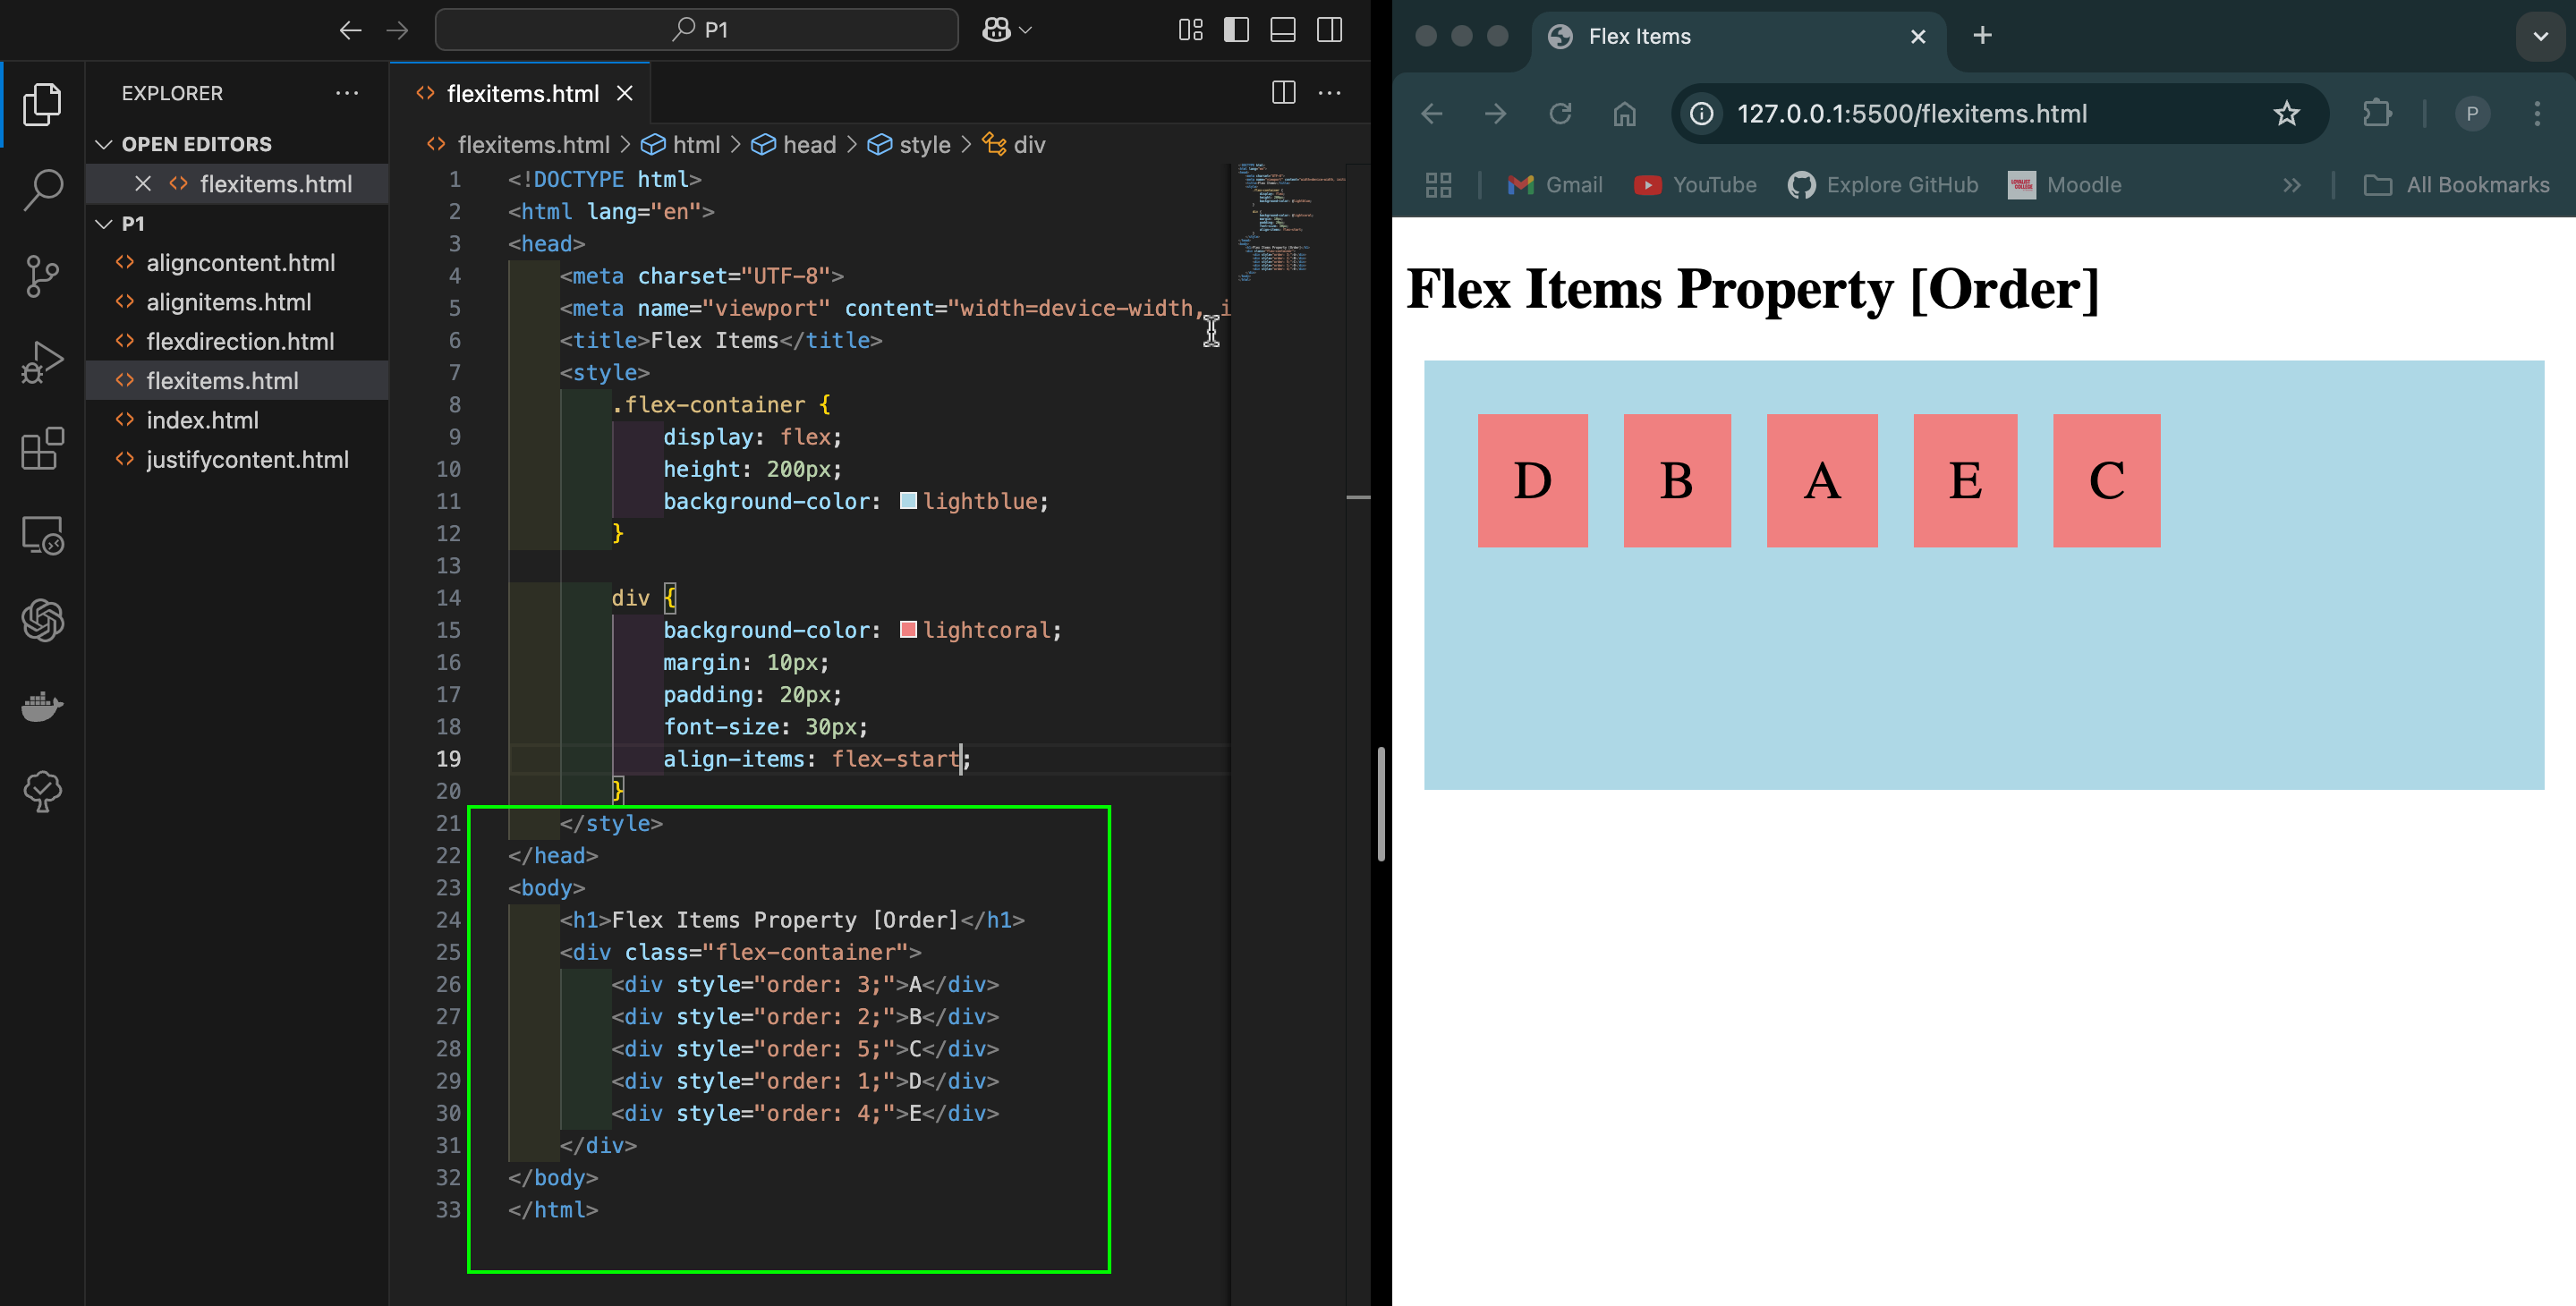 P1
EXPLORER
OPEN EDITORS
flexitems.html
P1
aligncontent.html
alignitems.html
flexdirection.html
flexitems.html
index.html
justifycontent.html
flexitems.html
flexitems.html > html > head > style > div
1 <!DOCTYPE html>
2 <html lang="en">
3 <head>
4 <meta charset="UTF-8">
5 <meta name="viewport" content="width=device-width, i
6 <title>Flex Items</title>
7 <style>
8 .flex-container {
9 display: flex;
10 height: 200px;
11 background-color: lightblue;
12 }
13
14 div {
15 background-color: lightcoral;
16 margin: 10px;
17 padding: 20px;
18 font-size: 30px;
19 align-items: flex-start;
20 }
21 </style>
22 </head>
23 <body>
24 <h1>Flex Items Property [Order]</h1>
25 <div class="flex-container">
26 <div style="order: 3;">A</div>
27 <div style="order: 2;">B</div>
28 <div style="order: 5;">C</div>
29 <div style="order: 1;">D</div>
30 <div style="order: 4;">E</div>
31 </div>
32 </body>
33 </html>
Flex Items
127.0.0.1:5500/flexitems.html
P
Gmail YouTube Explore GitHub Moodle All Bookmarks
Flex Items Property [Order]
D B A E C